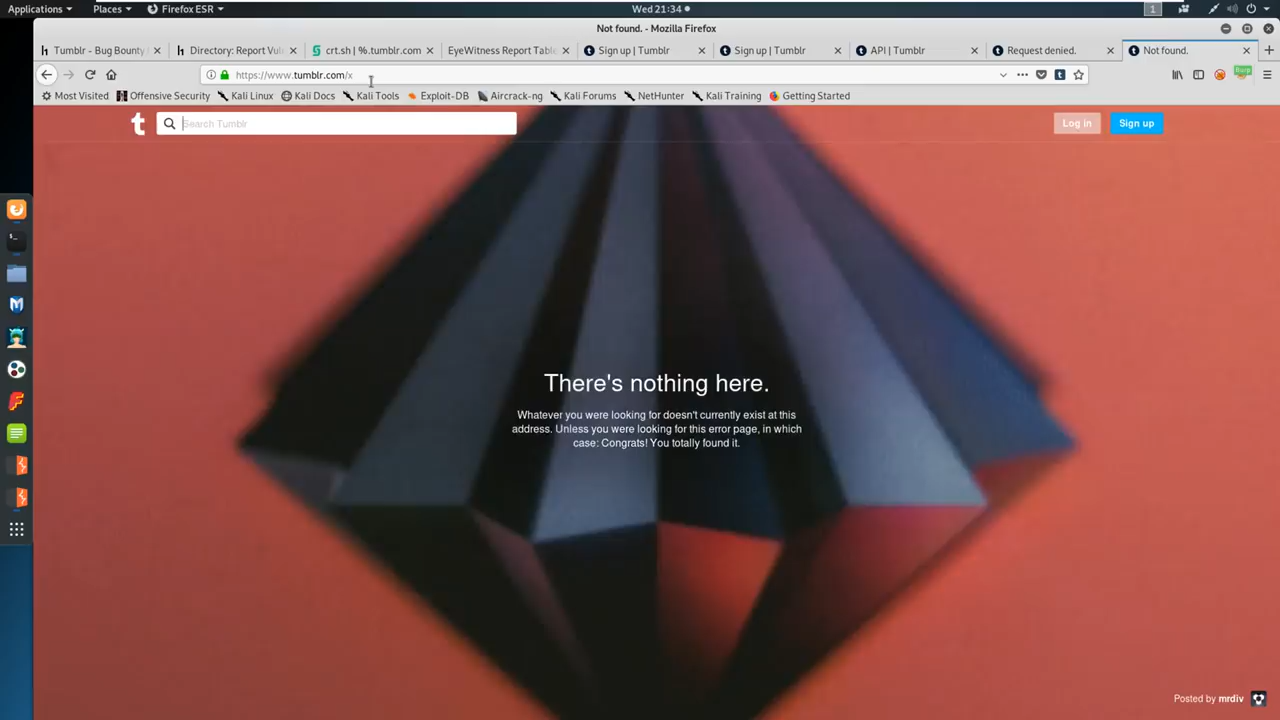 Applications Places Firefox ESR Wed 21:34 1
Not found. - Mozilla Firefox
Tumblr - Bug Bounty Directory: Report Vul crt.sh | %.tumblr.com EyeWitness Report Table Sign up | Tumblr Sign up | Tumblr API | Tumblr Request denied. Not found.
https://www.tumblr.com/x
Most Visited Offensive Security Kali Linux Kali Docs Kali Tools Exploit-DB Aircrack-ng Kali Forums NetHunter Kali Training Getting Started
t Search Tumblr Log in Sign up
There's nothing here.
Whatever you were looking for doesn't currently exist at this
address. Unless you were looking for this error page, in which
case: Congrats! You totally found it.
Posted by mrdiv